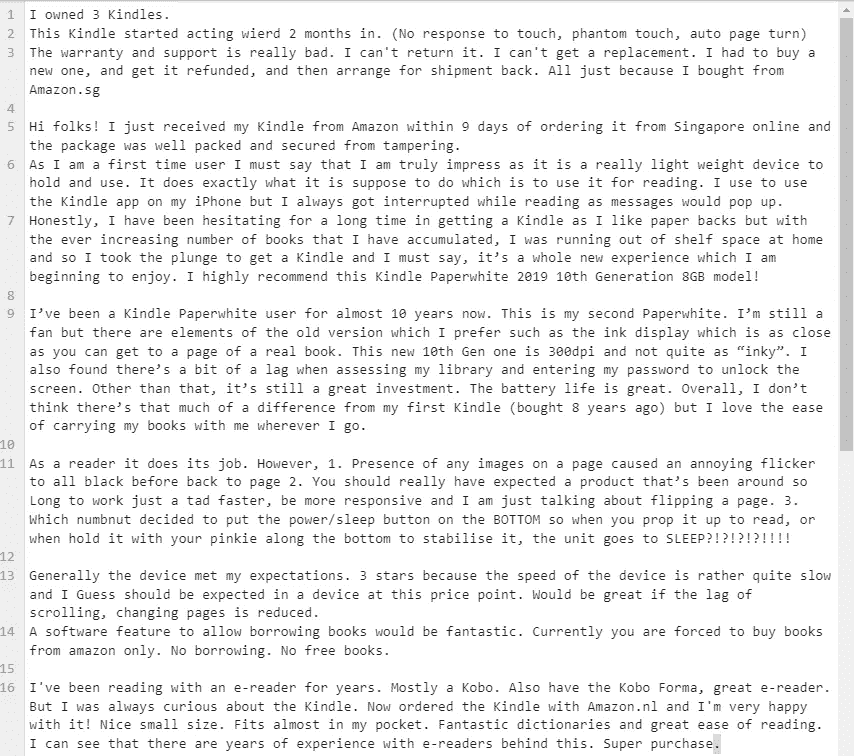 1 I owned 3 Kindles.
2 This Kindle started acting wierd 2 months in. (No response to touch, phantom touch, auto page turn)
3 The warranty and support is really bad. I can't return it. I can't get a replacement. I had to buy a
new one, and get it refunded, and then arrange for shipment back. All just because I bought from
Amazon.sg
4
5 Hi folks! I just received my Kindle from Amazon within 9 days of ordering it from Singapore online and
the package was well packed and secured from tampering.
6 As I am a first time user I must say that I am truly impress as it is a really light weight device to
hold and use. It does exactly what it is suppose to do which is to use it for reading. I use to use
the Kindle app on my iPhone but I always got interrupted while reading as messages would pop up.
7 Honestly, I have been hesitating for a long time in getting a Kindle as I like paper backs but with
the ever increasing number of books that I have accumulated, I was running out of shelf space at home
and so I took the plunge to get a Kindle and I must say, it’s a whole new experience which I am
beginning to enjoy. I highly recommend this Kindle Paperwhite 2019 10th Generation 8GB model!
8
9 I’ve been a Kindle Paperwhite user for almost 10 years now. This is my second Paperwhite. I’m still a
fan but there are elements of the old version which I prefer such as the ink display which is as close
as you can get to a page of a real book. This new 10th Gen one is 300dpi and not quite as “inky”. I
also found there’s a bit of a lag when assessing my library and entering my password to unlock the
screen. Other than that, it’s still a great investment. The battery life is great. Overall, I don’t
think there’s that much of a difference from my first Kindle (bought 8 years ago) but I love the ease
of carrying my books with me wherever I go.
10
11 As a reader it does its job. However, 1. Presence of any images on a page caused an annoying flicker
to all black before back to page 2. You should really have expected a product that’s been around so
Long to work just a tad faster, be more responsive and I am just talking about flipping a page. 3.
Which numbnut decided to put the power/sleep button on the BOTTOM so when you prop it up to read, or
when hold it with your pinkie along the bottom to stabilise it, the unit goes to SLEEP?!?!?!?!!!!
12
13 Generally the device met my expectations. 3 stars because the speed of the device is rather quite slow
and I Guess should be expected in a device at this price point. Would be great if the lag of
scrolling, changing pages is reduced.
14 A software feature to allow borrowing books would be fantastic. Currently you are forced to buy books
from amazon only. No borrowing. No free books.
15
16 I've been reading with an e-reader for years. Mostly a Kobo. Also have the Kobo Forma, great e-reader.
But I was always curious about the Kindle. Now ordered the Kindle with Amazon.nl and I'm very happy
with it! Nice small size. Fits almost in my pocket. Fantastic dictionaries and great ease of reading.
I can see that there are years of experience with e-readers behind this. Super purchase.